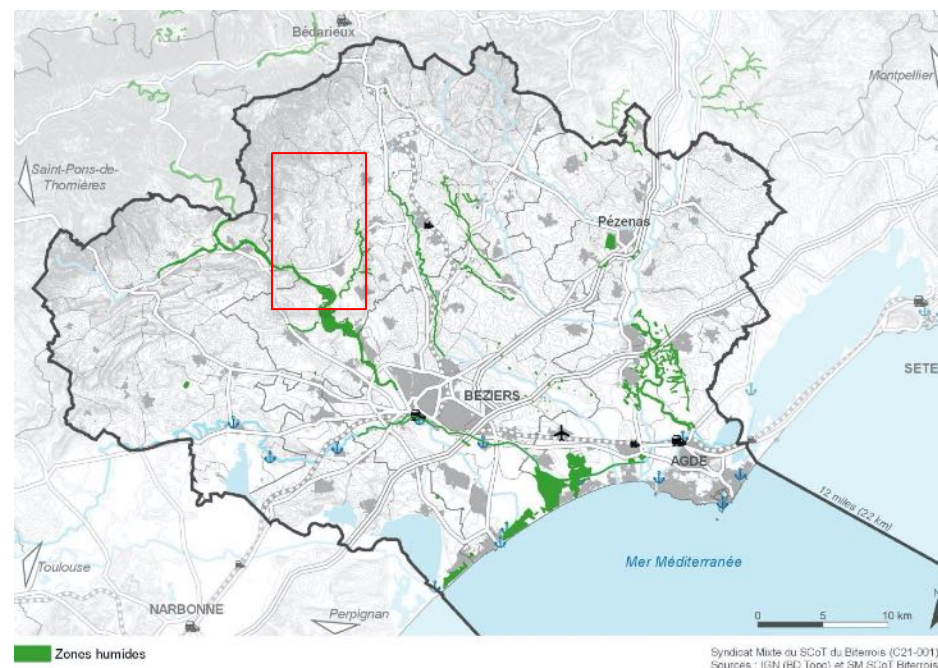 Bédarieux
Montpellier
Saint-Pons-de-
Thomières
Pézenas
SETE
BEZIERS
AGDE
12 miles (22 km)
Toulouse
Mer Méditerranée
NARBONNE
Perpignan
0 5 10 km
N
Zones humides
Syndicat Mixte du SCoT du Biterrois (C21-001)
Sources : IGN (BD Topo) et SM SCoT Biterrois